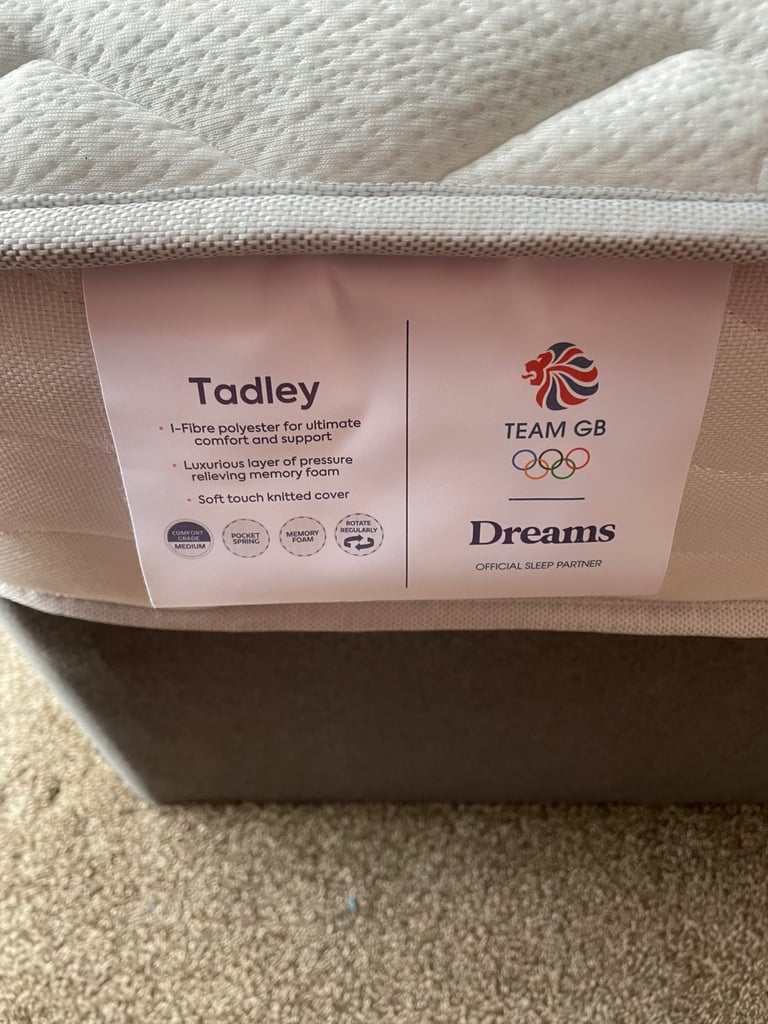 Tadley
• I-Fibre polyester for ultimate
comfort and support
• Luxurious layer of pressure
relieving memory foam
• Soft touch knitted cover
COMFORT
GRADE
MEDIUM
POCKET
SPRING
MEMORY
FOAM
ROTATE
REGULARLY
TEAM GB
Dreams
OFFICIAL SLEEP PARTNER